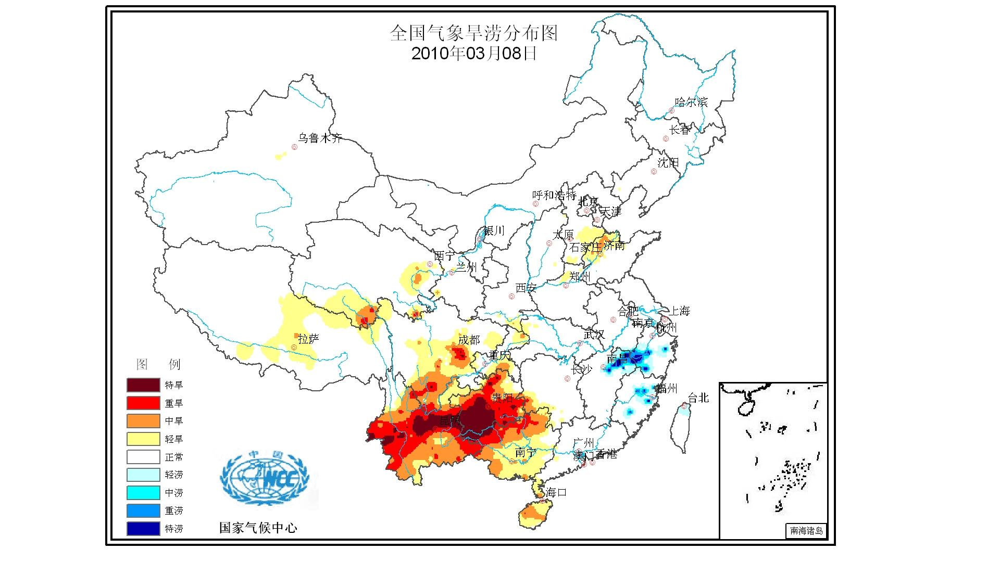 全国气象旱涝分布图
2010年03月08日
哈尔滨
长春
乌鲁木齐
沈阳
呼和浩特
北京
天津
银川
太原
石家庄
济南
西宁
兰州
郑州
西安
合肥
上海
南京
杭州
拉萨
成都
武汉
重庆
南昌
长沙
福州
贵阳
台北
昆明
广州
南宁
澳门
香港
海口
图 例
特旱
重旱
中旱
轻旱
正常
轻涝
中涝
重涝
特涝
中国
NCC
国家气候中心
南海诸岛